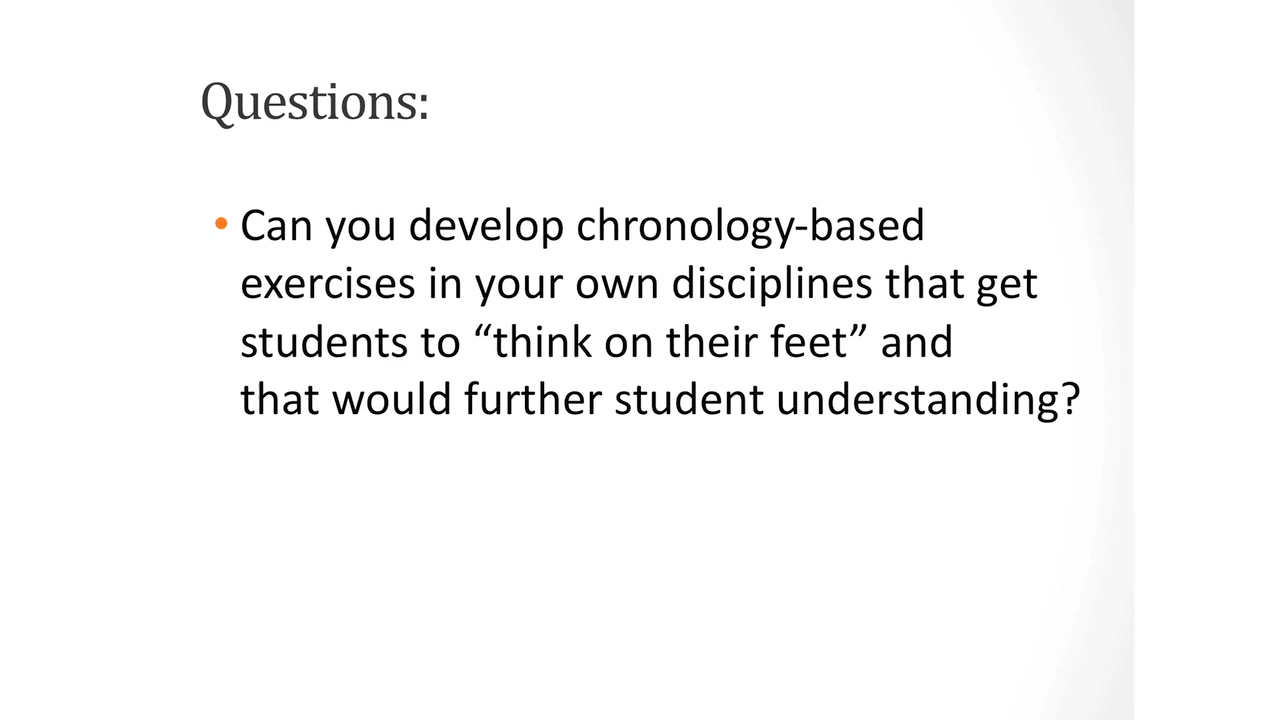 Questions:
• Can you develop chronology-based
exercises in your own disciplines that get
students to “think on their feet” and
that would further student understanding?